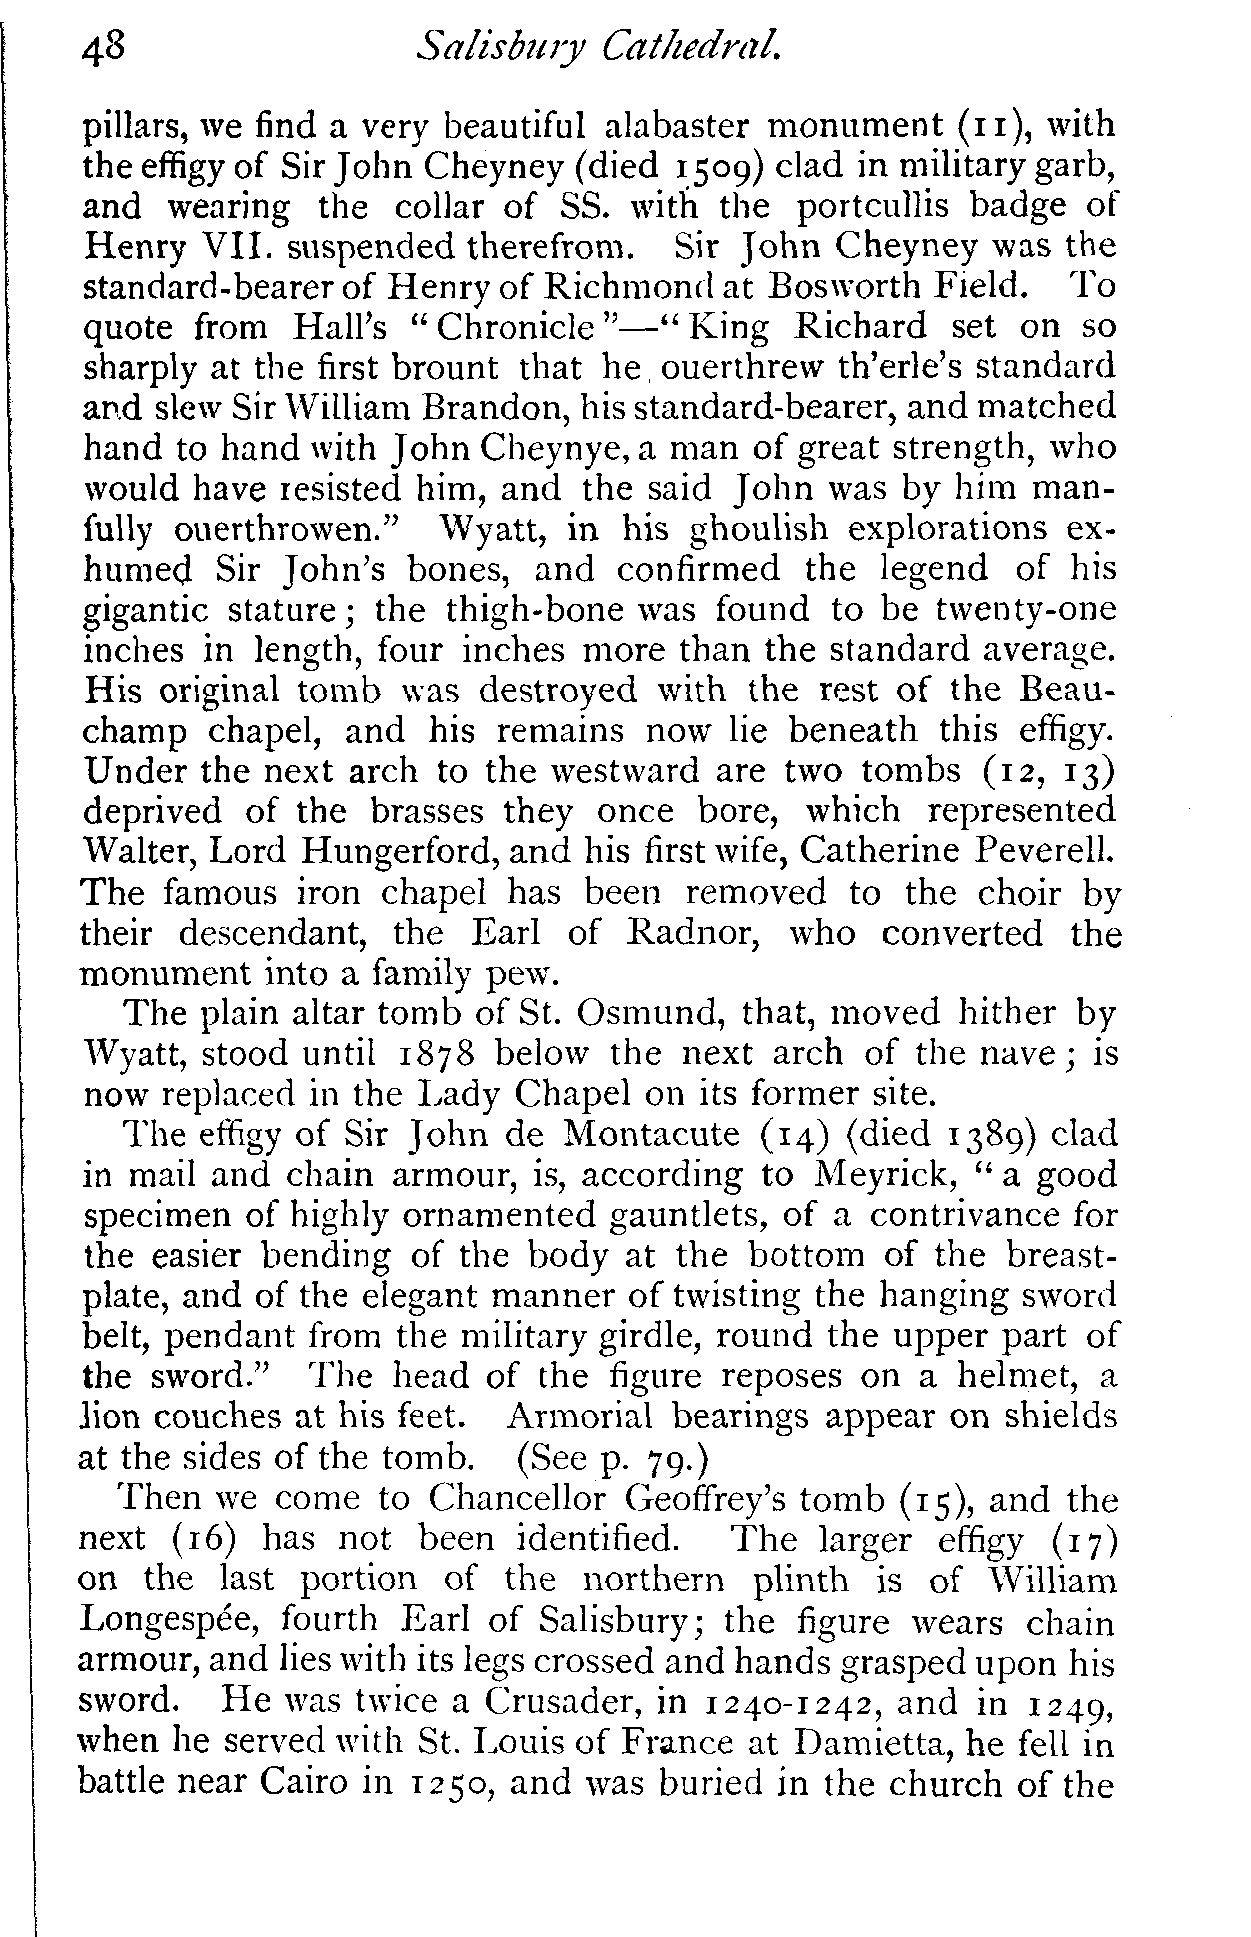 48 Salisbury Cathedral.
pillars, we find a very beautiful alabaster monument (11), with
the effigy of Sir John Cheyney (died 1509) clad in military garb,
and wearing the collar of SS. with the portcullis badge of
Henry VII. suspended therefrom. Sir John Cheyney was the
standard-bearer of Henry of Richmond at Bosworth Field. To
quote from Hall's “Chronicle”—“King Richard set on so
sharply at the first brount that he ouerthrew th'erle's standard
and slew Sir William Brandon, his standard-bearer, and matched
hand to hand with John Cheynye, a man of great strength, who
would have resisted him, and the said John was by him man-
fully ouerthrowen.” Wyatt, in his ghoulish explorations ex-
humed Sir John's bones, and confirmed the legend of his
gigantic stature; the thigh-bone was found to be twenty-one
inches in length, four inches more than the standard average.
His original tomb was destroyed with the rest of the Beau-
champ chapel, and his remains now lie beneath this effigy.
Under the next arch to the westward are two tombs (12, 13)
deprived of the brasses they once bore, which represented
Walter, Lord Hungerford, and his first wife, Catherine Peverell.
The famous iron chapel has been removed to the choir by
their descendant, the Earl of Radnor, who converted the
monument into a family pew.
The plain altar tomb of St. Osmund, that, moved hither by
Wyatt, stood until 1878 below the next arch of the nave; is
now replaced in the Lady Chapel on its former site.
The effigy of Sir John de Montacute (14) (died 1389) clad
in mail and chain armour, is, according to Meyrick, “a good
specimen of highly ornamented gauntlets, of a contrivance for
the easier bending of the body at the bottom of the breast-
plate, and of the elegant manner of twisting the hanging sword
belt, pendant from the military girdle, round the upper part of
the sword.” The head of the figure reposes on a helmet, a
lion couches at his feet. Armorial bearings appear on shields
at the sides of the tomb. (See p. 79.)
Then we come to Chancellor Geoffrey's tomb (15), and the
next (16) has not been identified. The larger effigy (17)
on the last portion of the northern plinth is of William
Longespée, fourth Earl of Salisbury; the figure wears chain
armour, and lies with its legs crossed and hands grasped upon his
sword. He was twice a Crusader, in 1240-1242, and in 1249,
when he served with St. Louis of France at Damietta, he fell in
battle near Cairo in 1250, and was buried in the church of the